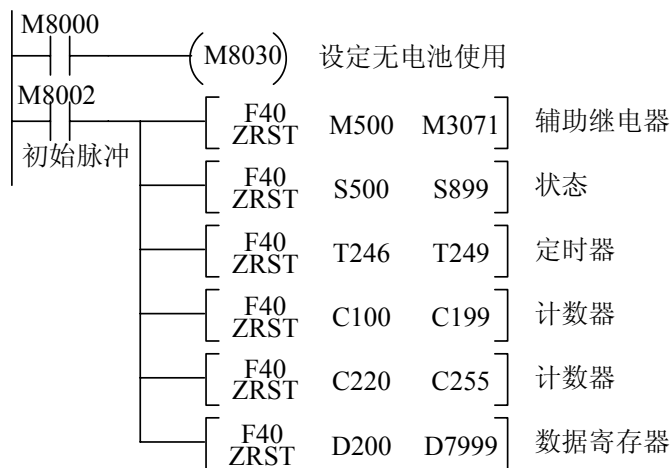 M8000
M8030 设定无电池使用
M8002
初始脉冲
F40 ZRST M500 M3071 辅助继电器
F40 ZRST S500 S899 状态
F40 ZRST T246 T249 定时器
F40 ZRST C100 C199 计数器
F40 ZRST C220 C255 计数器
F40 ZRST D200 D7999 数据寄存器